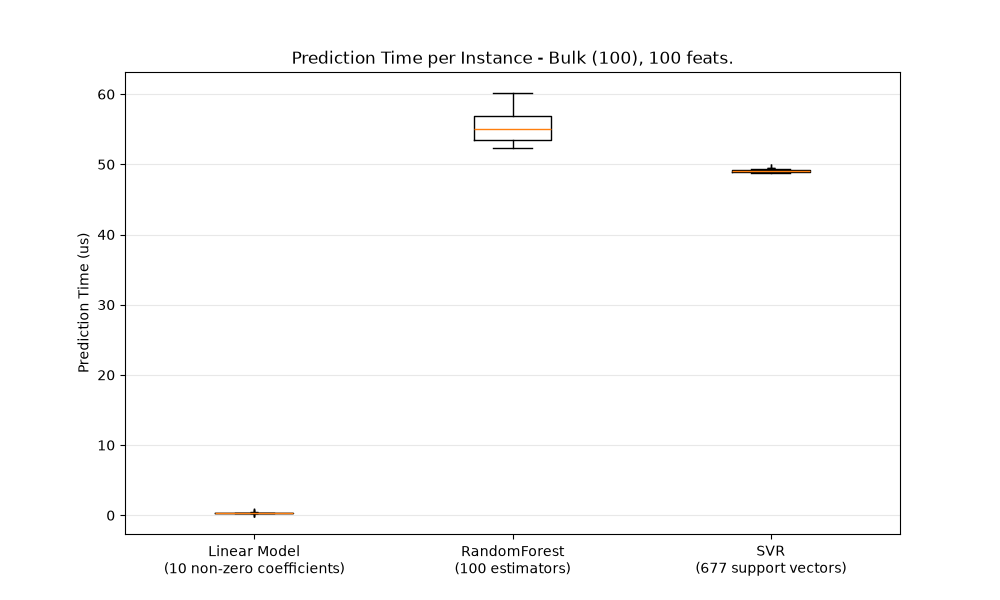 Prediction Time per Instance - Bulk (100), 100 feats.
Prediction Time (us)
60
50
40
30
20
10
0
Linear Model
(10 non-zero coefficients)
RandomForest
(100 estimators)
SVR
(677 support vectors)